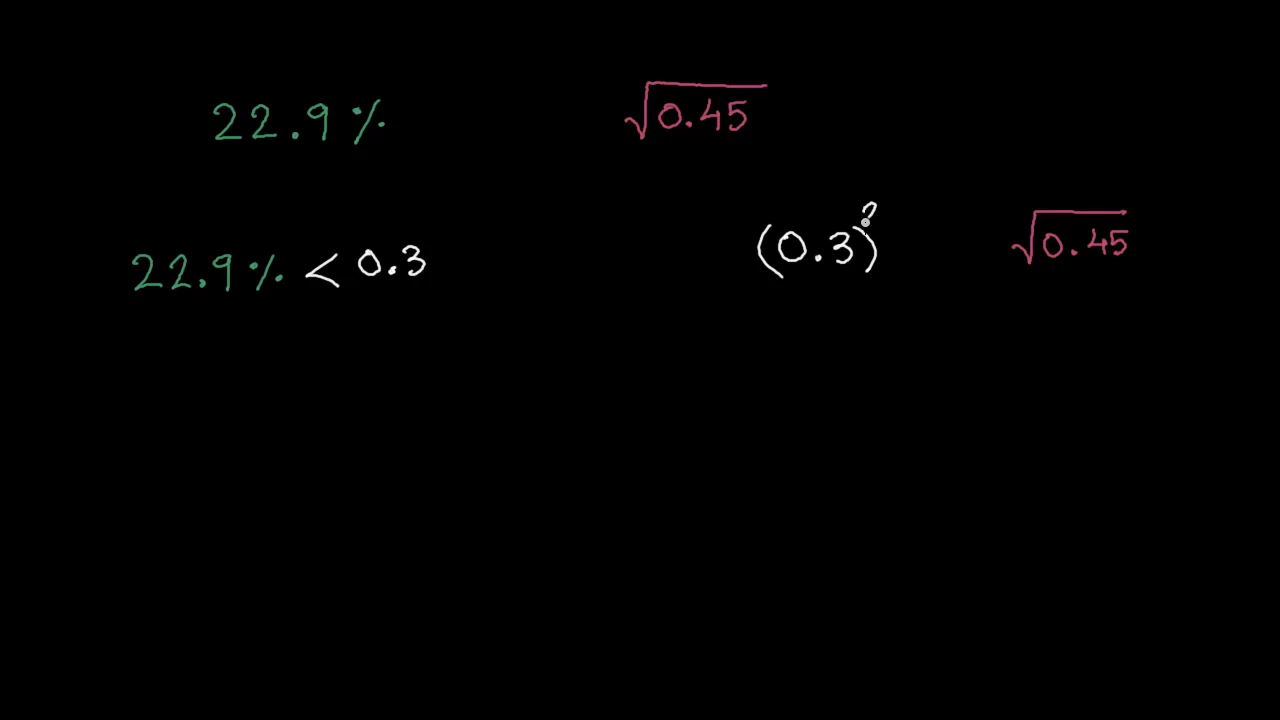 22.9% √0.45
22.9% < 0.3 (0.3)² √0.45